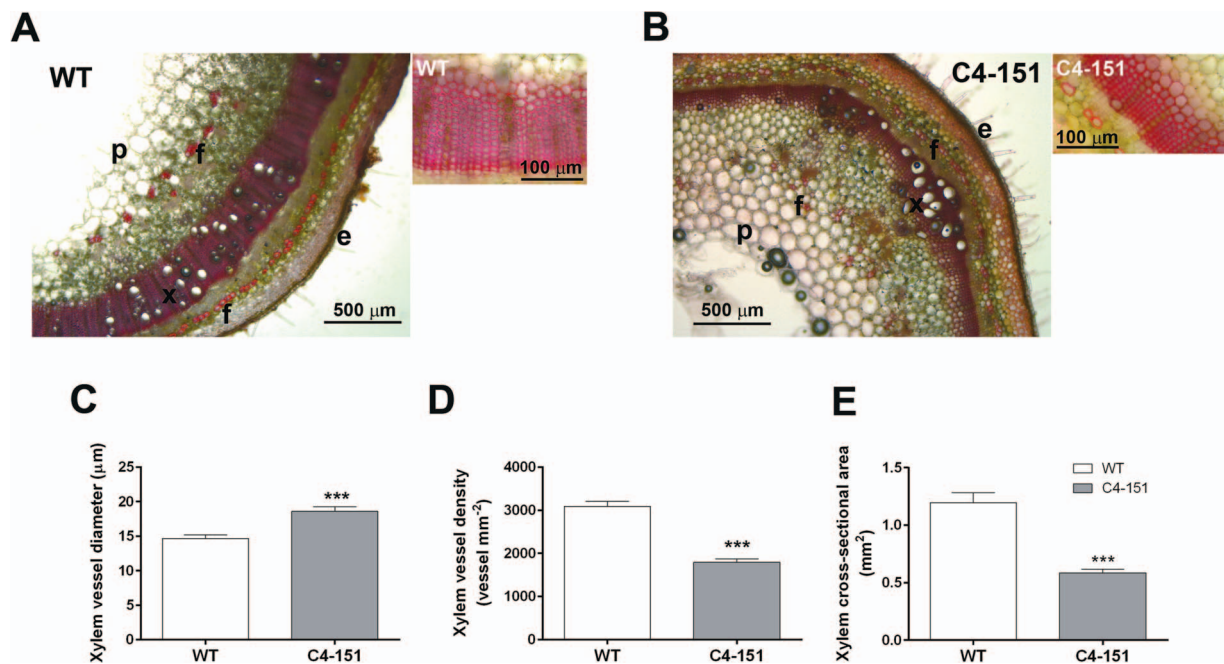 A
WT
p
f
x
f
e
500 μm
WT
100 μm
B
C4-151
e
f
x
f
p
500 μm
C4-151
100 μm
C
Xylem vessel diameter (μm)
25
20
15
10
5
0
***
WT
C4-151
D
Xylem vessel density
(vessel mm-2)
4000
3000
2000
1000
0
***
WT
C4-151
E
Xylem cross-sectional area
(mm2)
1.5
1.0
0.5
0.0
WT
C4-151
***
WT
C4-151